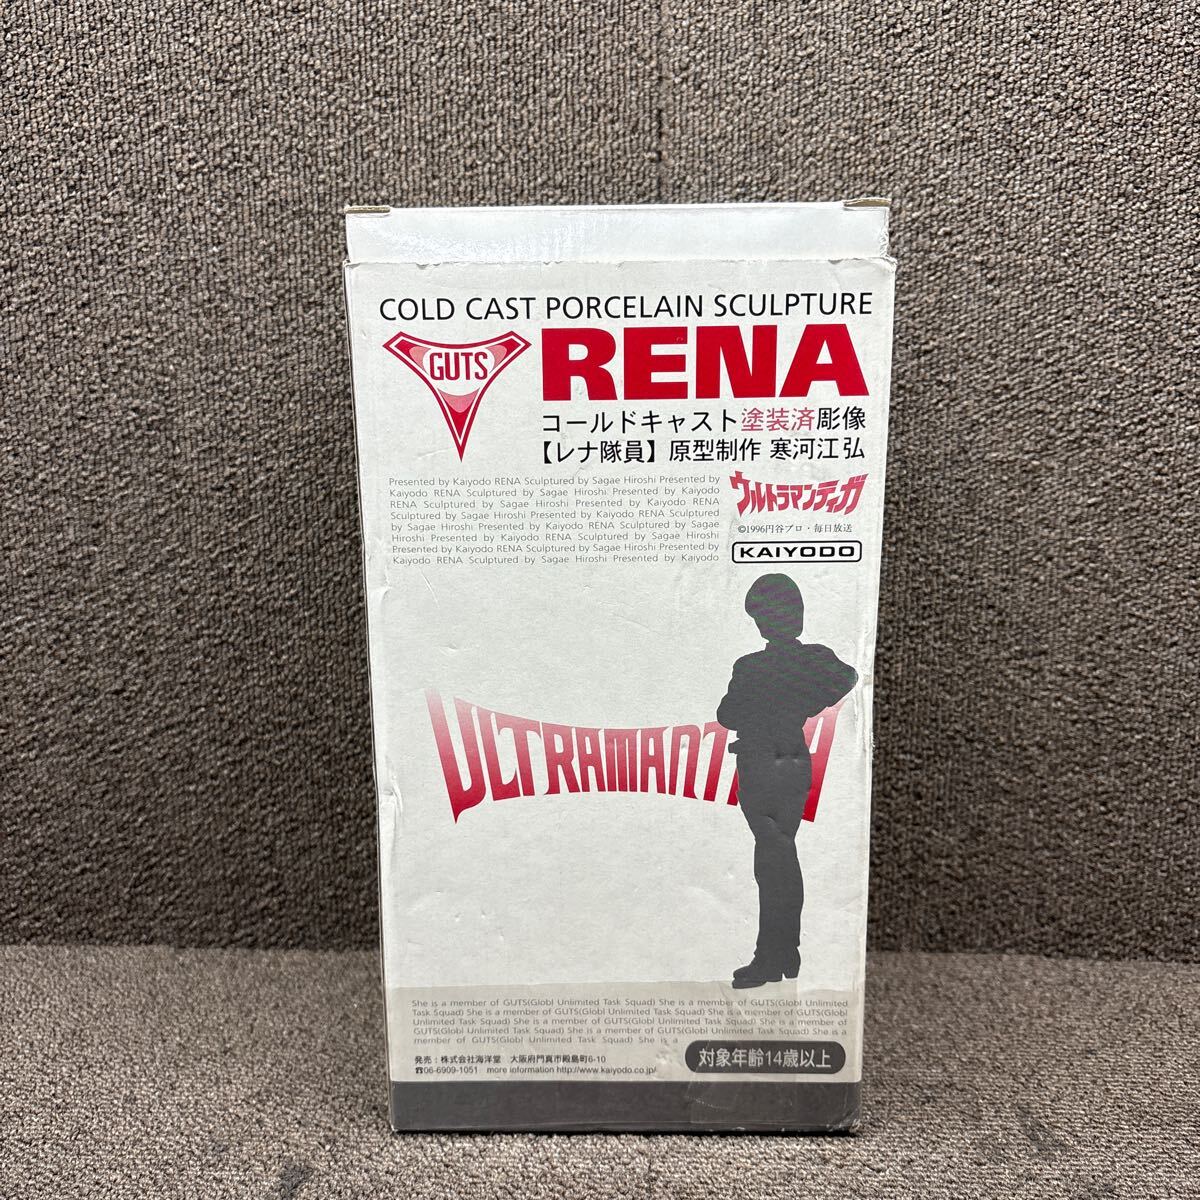 COLD CAST PORCELAIN SCULPTURE
GUTS
RENA
コールドキャスト塗装済彫像
【レナ隊員】原型制作 寒河江弘
Presented by Kaiyodo RENA Sculptured by Sagae Hiroshi Presented by
Kaiyodo RENA Sculptured by Sagae Hiroshi Presented by Kaiyodo
RENA Sculptured by Sagae Hiroshi Presented by Kaiyodo RENA
Sculptured by Sagae Hiroshi Presented by Kaiyodo RENA Sculptured
by Sagae Hiroshi Presented by Kaiyodo RENA Sculptured by Sagae
Hiroshi Presented by Kaiyodo RENA Sculptured by Sagae Hiroshi
Presented by Kaiyodo RENA Sculptured by Sagae Hiroshi Presented by
Kaiyodo RENA Sculptured by Sagae Hiroshi Presented by Kaiyodo
ウルトラマンティガ
©1996円谷プロ・毎日放送
KAIYODO
ULTRAMAN T
She is a member of GUTS(Globl Unlimited Task Squad) She is a member of GUTS(Globl Unlimited
Task Squad) She is a member of GUTS(Globl Unlimited Task Squad) She is a member of GUTS(Globl
Unlimited Task Squad) She is a member of GUTS(Globl Unlimited Task Squad) She is a member of
GUTS(Globl Unlimited Task Squad) She is a member of GUTS(Globl Unlimited Task Squad) She is a
member of GUTS(Globl Unlimited Task Squad) She is a
発売：株式会社海洋堂 大阪府門真市殿島町6-10
☎06-6909-1051 more information http://www.kaiyodo.co.jp/
対象年齢14歳以上